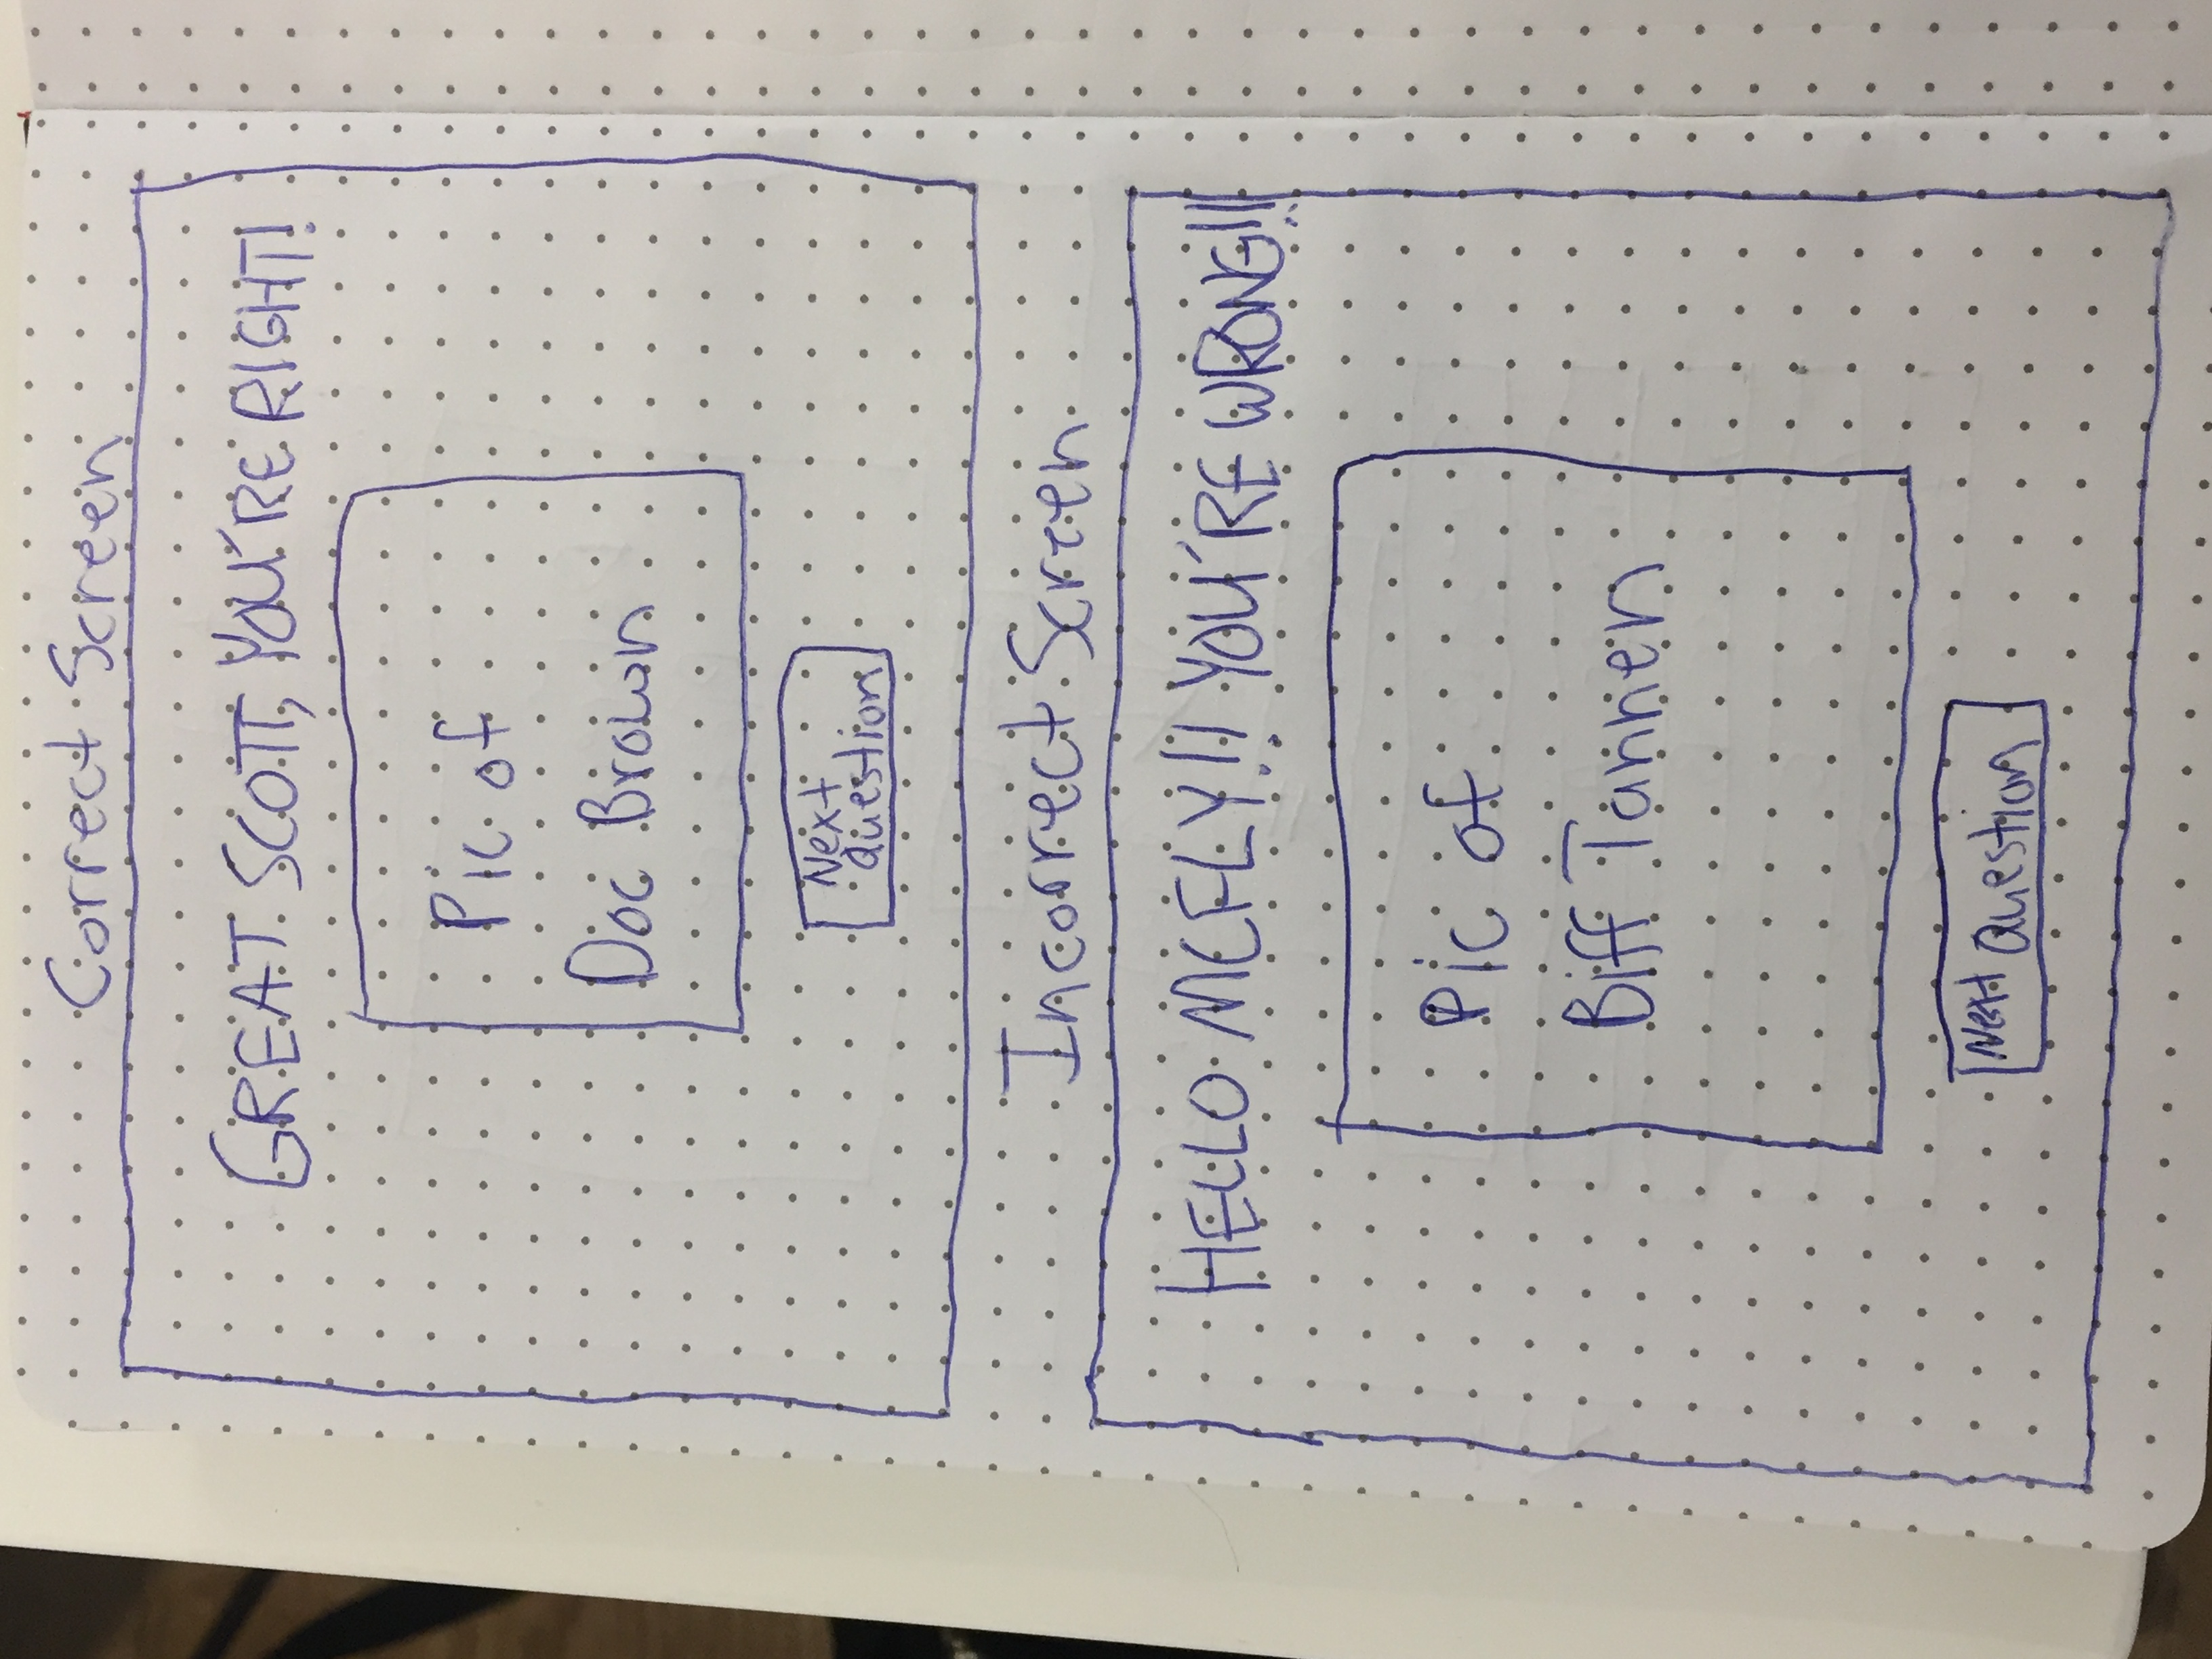 Correct Screen
GREAT SCOTT, YOU'RE RIGHT!
Pic of
Doc Brown
Next
Question
Incorrect Screen
HELLO MCFLY!! YOU'RE WRONG!!
Pic of
Biff Tannen
Next Question